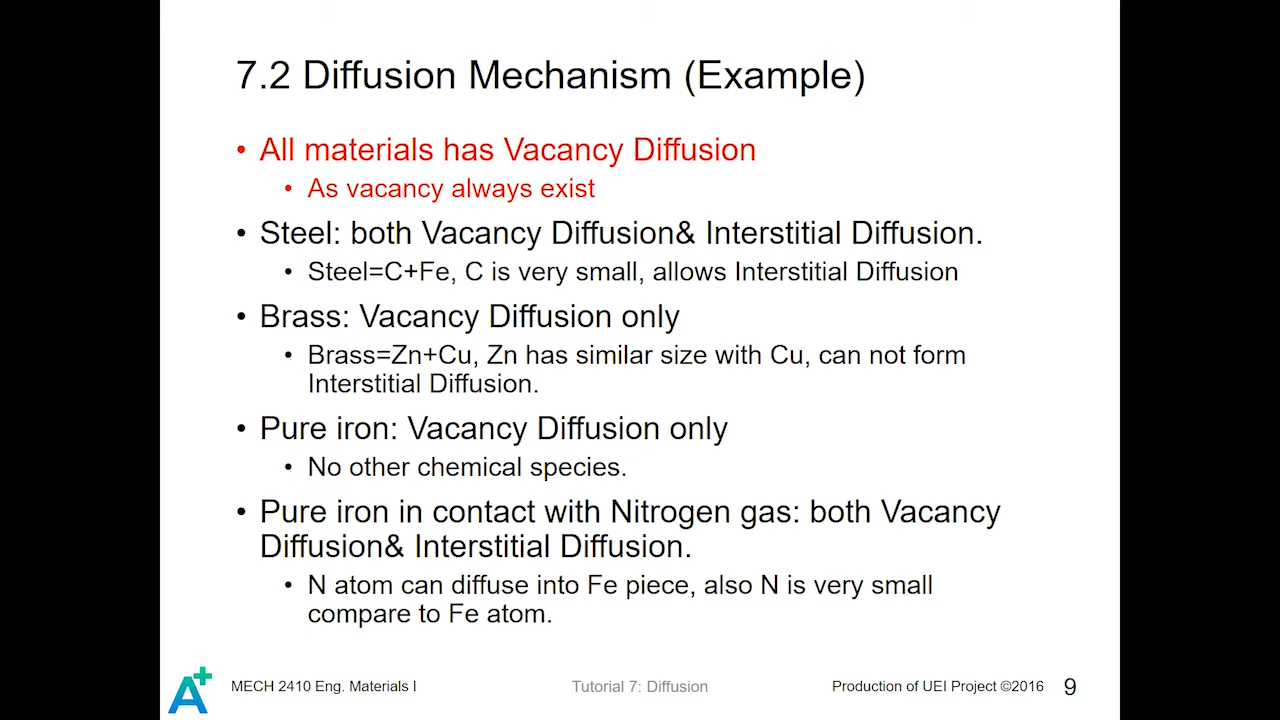 7.2 Diffusion Mechanism (Example)
• All materials has Vacancy Diffusion
• As vacancy always exist
• Steel: both Vacancy Diffusion& Interstitial Diffusion.
• Steel=C+Fe, C is very small, allows Interstitial Diffusion
• Brass: Vacancy Diffusion only
• Brass=Zn+Cu, Zn has similar size with Cu, can not form
Interstitial Diffusion.
• Pure iron: Vacancy Diffusion only
• No other chemical species.
• Pure iron in contact with Nitrogen gas: both Vacancy
Diffusion& Interstitial Diffusion.
• N atom can diffuse into Fe piece, also N is very small
compare to Fe atom.
A+
MECH 2410 Eng. Materials I
Tutorial 7: Diffusion
Production of UEI Project ©2016
9